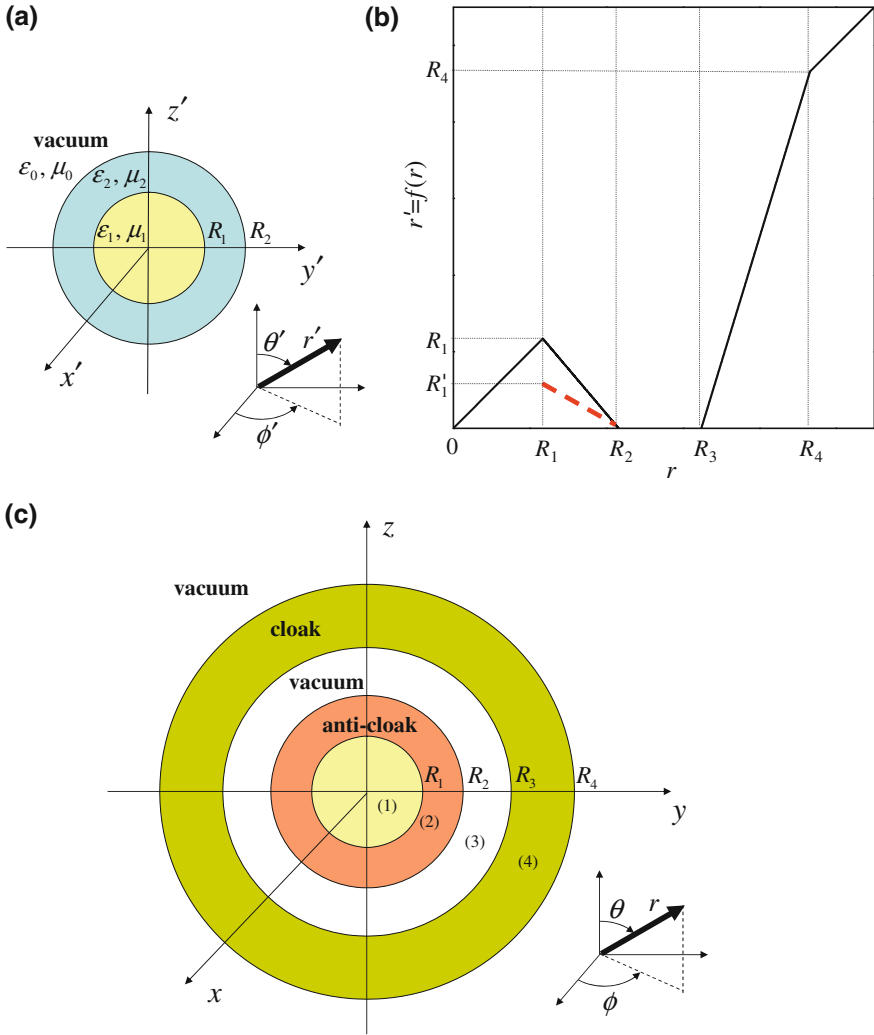 (a)
z′
vacuum
ε₀, μ₀
ε₂, μ₂
ε₁, μ₁
R₁
R₂
y′
x′
θ′
r′
ϕ′
(b)
R₄
r′=f(r)
R₁
R₁′
0
R₁
R₂
R₃
R₄
r
(c)
z
vacuum
cloak
vacuum
anti-cloak
R₁
R₂
R₃
R₄
(1)
(2)
(3)
(4)
y
x
θ
r
ϕ